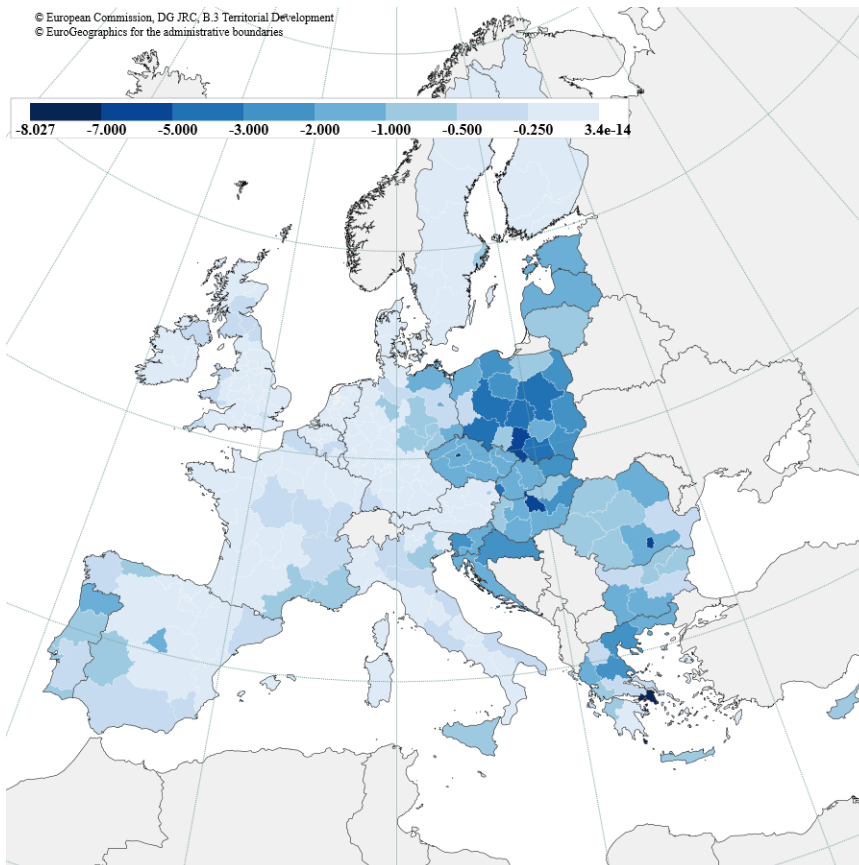 © European Commission, DG JRC, B.3 Territorial Development
© EuroGeographics for the administrative boundaries
-8.027 -7.000 -5.000 -3.000 -2.000 -1.000 -0.500 -0.250 3.4e-14